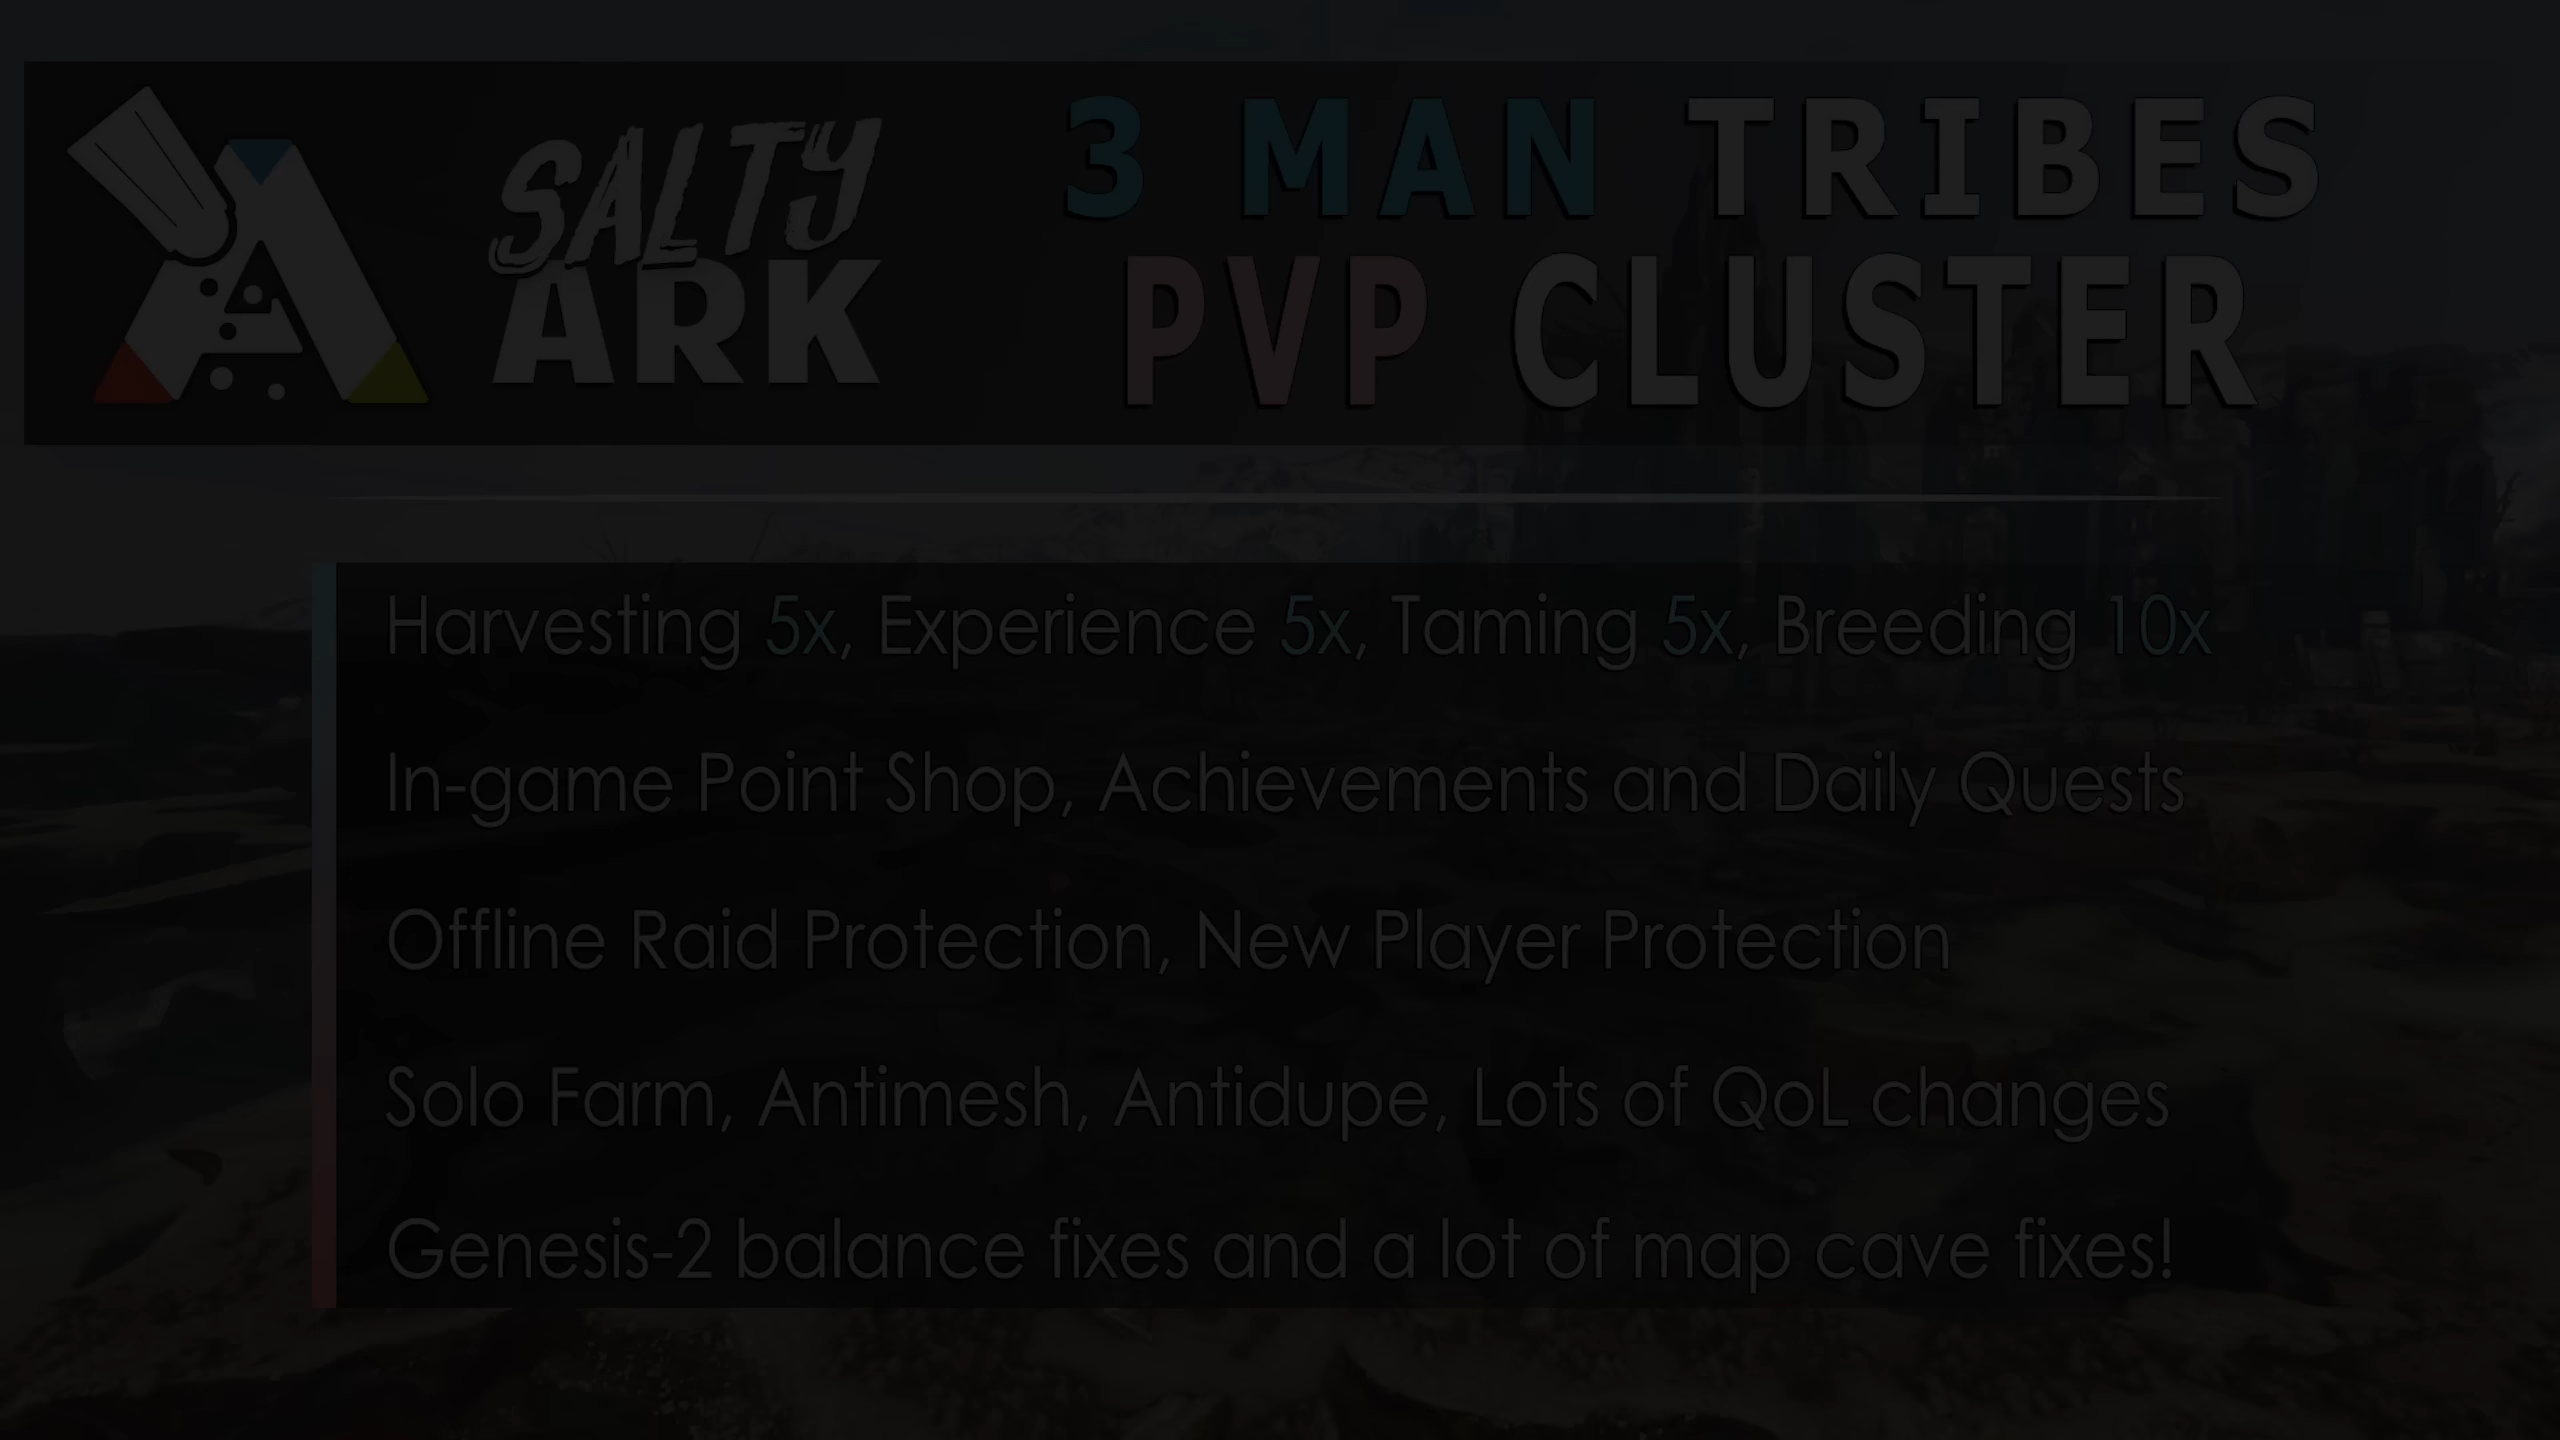 SALTY
ARK
3 MAN TRIBES
PVP CLUSTER
Harvesting 5x, Experience 5x, Taming 5x, Breeding 10x
In-game Point Shop, Achievements and Daily Quests
Offline Raid Protection, New Player Protection
Solo Farm, Antimesh, Antidupe, Lots of QoL changes
Genesis-2 balance fixes and a lot of map cave fixes!